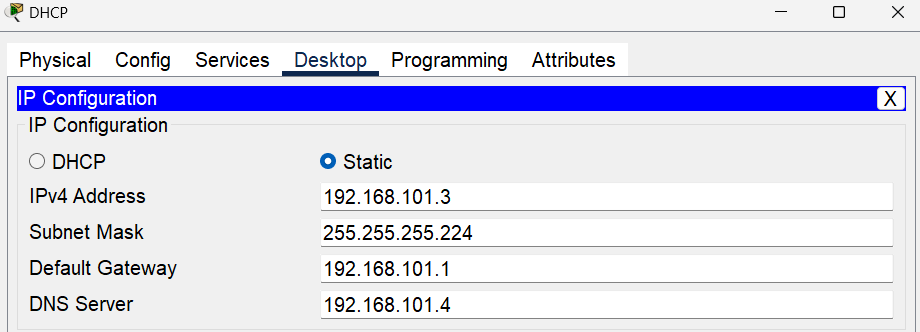 DHCP
Physical Config Services Desktop Programming Attributes
IP Configuration X
IP Configuration
DHCP Static
IPv4 Address 192.168.101.3
Subnet Mask 255.255.255.224
Default Gateway 192.168.101.1
DNS Server 192.168.101.4